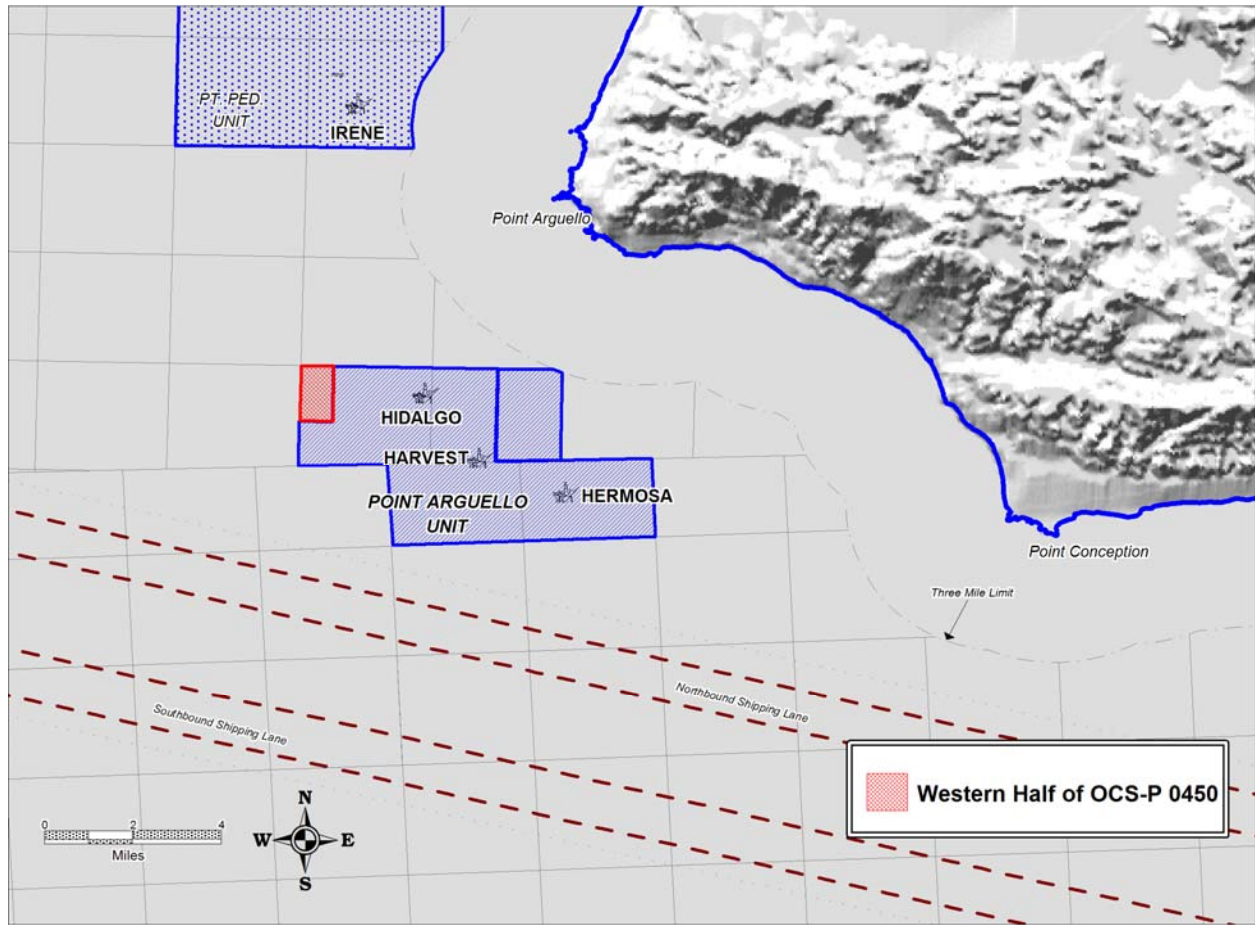 PT. PED.
UNIT
IRENE
Point Arguello
HIDALGO
HARVEST
HERMOSA
POINT ARGUELLO
UNIT
Point Conception
Three Mile Limit
Northbound Shipping Lane
Southbound Shipping Lane
Western Half of OCS-P 0450
0 2 4
Miles
N
W E
S